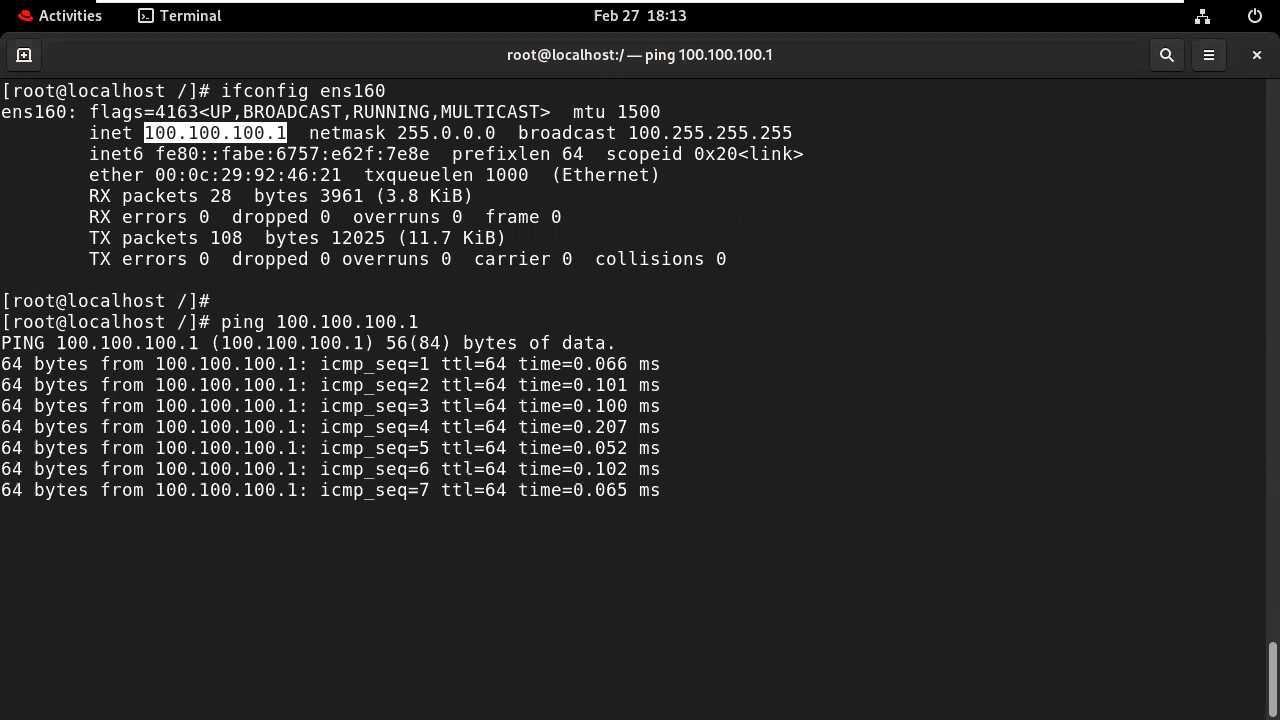 Activities Terminal Feb 27 18:13
root@localhost:/ — ping 100.100.100.1
[root@localhost /]# ifconfig ens160
ens160: flags=4163<UP,BROADCAST,RUNNING,MULTICAST>  mtu 1500
        inet 100.100.100.1  netmask 255.0.0.0  broadcast 100.255.255.255
        inet6 fe80::fabe:6757:e62f:7e8e  prefixlen 64  scopeid 0x20<link>
        ether 00:0c:29:92:46:21  txqueuelen 1000  (Ethernet)
        RX packets 28  bytes 3961 (3.8 KiB)
        RX errors 0  dropped 0  overruns 0  frame 0
        TX packets 108  bytes 12025 (11.7 KiB)
        TX errors 0  dropped 0 overruns 0  carrier 0  collisions 0
[root@localhost /]#
[root@localhost /]# ping 100.100.100.1
PING 100.100.100.1 (100.100.100.1) 56(84) bytes of data.
64 bytes from 100.100.100.1: icmp_seq=1 ttl=64 time=0.066 ms
64 bytes from 100.100.100.1: icmp_seq=2 ttl=64 time=0.101 ms
64 bytes from 100.100.100.1: icmp_seq=3 ttl=64 time=0.100 ms
64 bytes from 100.100.100.1: icmp_seq=4 ttl=64 time=0.207 ms
64 bytes from 100.100.100.1: icmp_seq=5 ttl=64 time=0.052 ms
64 bytes from 100.100.100.1: icmp_seq=6 ttl=64 time=0.102 ms
64 bytes from 100.100.100.1: icmp_seq=7 ttl=64 time=0.065 ms